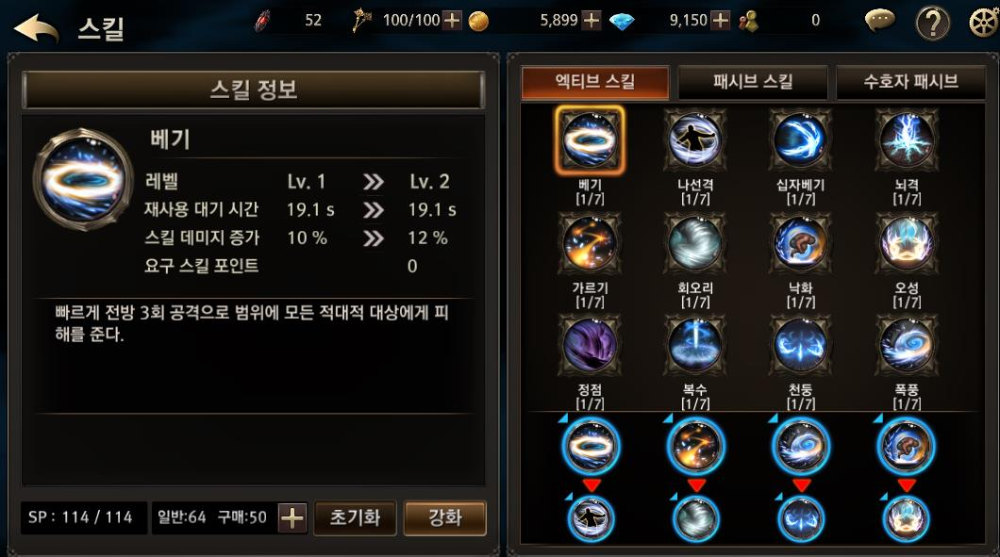 스킬
52
100/100
5,899
9,150
0
?
스킬 정보
베기
레벨 Lv. 1 Lv. 2
재사용 대기 시간 19.1 s 19.1 s
스킬 데미지 증가 10 % 12 %
요구 스킬 포인트 0
빠르게 전방 3회 공격으로 범위에 모든 적대적 대상에게 피
해를 준다.
SP : 114 / 114
일반:64 구매:50
초기화
강화
엑티브 스킬 패시브 스킬 수호자 패시브
베기 나선격 십자베기 뇌격
[1/7] [1/7] [1/7] [1/7]
가르기 회오리 낙화 오성
[1/7] [1/7] [1/7] [1/7]
정점 복수 천둥 폭풍
[1/7] [1/7] [1/7] [1/7]